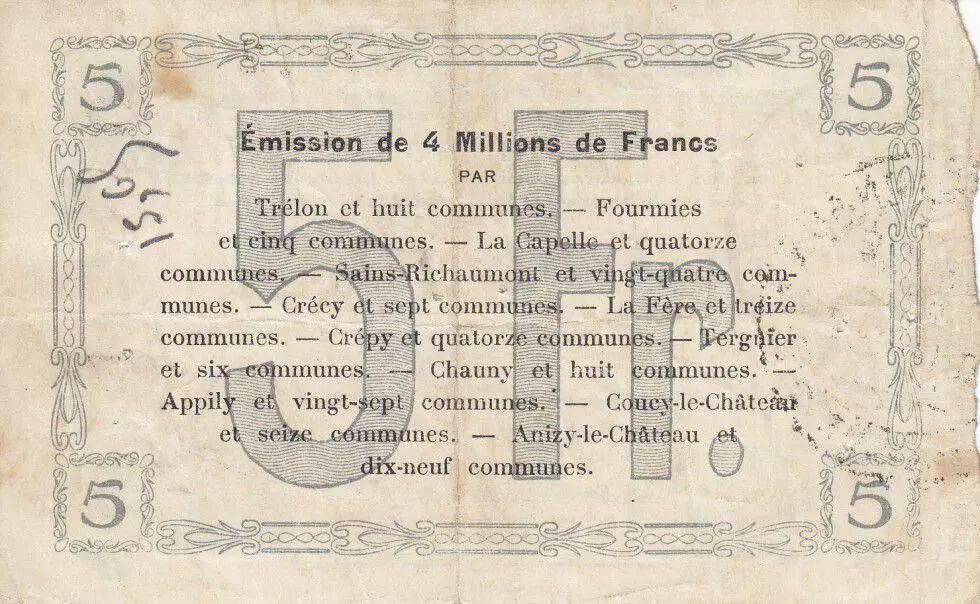 5 5
Émission de 4 Millions de Francs
PAR
Trélon et huit communes. — Fourmies
et cinq communes. — La Capelle et quatorze
communes. — Sains-Richaumont et vingt-quatre com-
munes. — Crécy et sept communes. — La Fère et treize
communes. — Crépy et quatorze communes. — Tergnier
et six communes. — Chauny et huit communes. —
Appily et vingt-sept communes. — Coucy-le-Château
et seize communes. — Anizy-le-Château et
dix-neuf communes.
5 Fr.
5 5